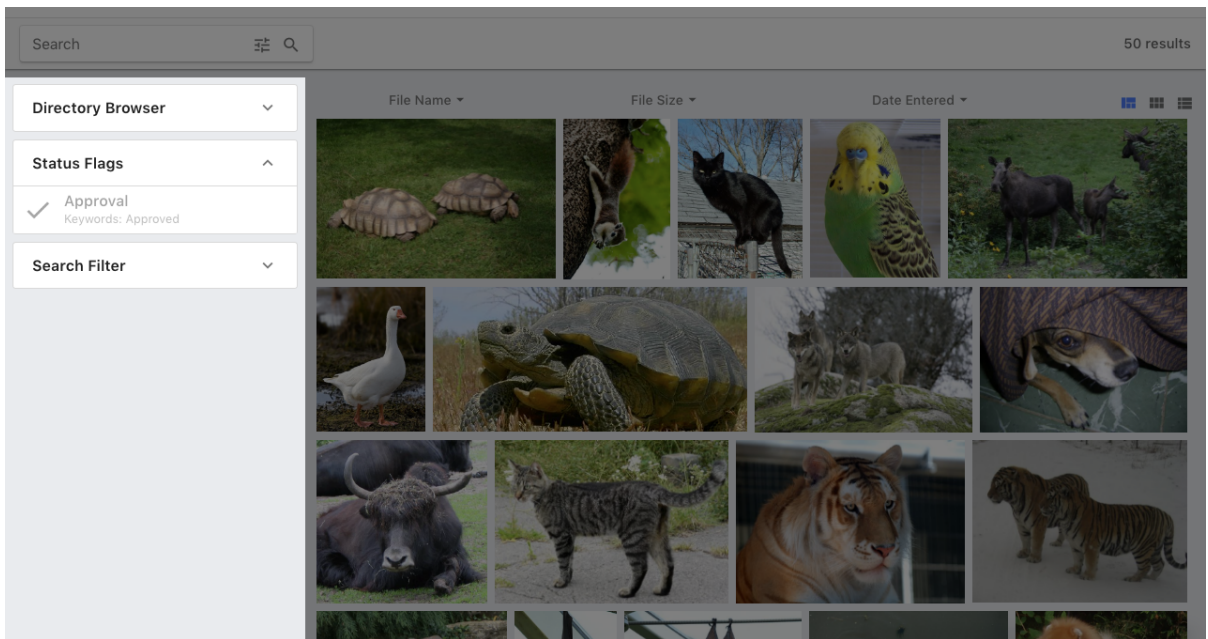 Search
50 results
Directory Browser
File Name
File Size
Date Entered
Status Flags
Approval
Keywords: Approved
Search Filter